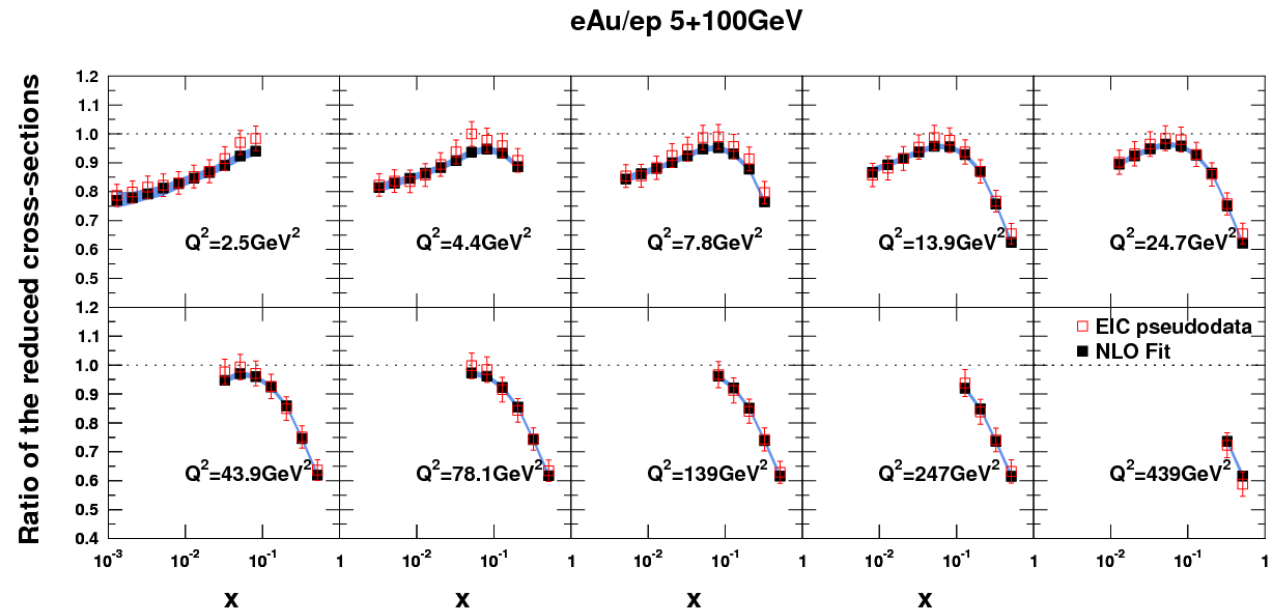 eAu/ep 5+100GeV
Ratio of the reduced cross-sections
1.2
1.1
1.0
0.9
0.8
0.7
0.6
0.5
Q²=2.5GeV²
Q²=4.4GeV²
Q²=7.8GeV²
Q²=13.9GeV²
Q²=24.7GeV²
1.2
1.1
1.0
0.9
0.8
0.7
0.6
0.5
0.4
EIC pseudodata
NLO Fit
Q²=43.9GeV²
Q²=78.1GeV²
Q²=139GeV²
Q²=247GeV²
Q²=439GeV²
10⁻³ 10⁻² 10⁻¹ 1 10⁻² 10⁻¹ 1 10⁻² 10⁻¹ 1 10⁻² 10⁻¹ 1 10⁻² 10⁻¹ 1
x x x x